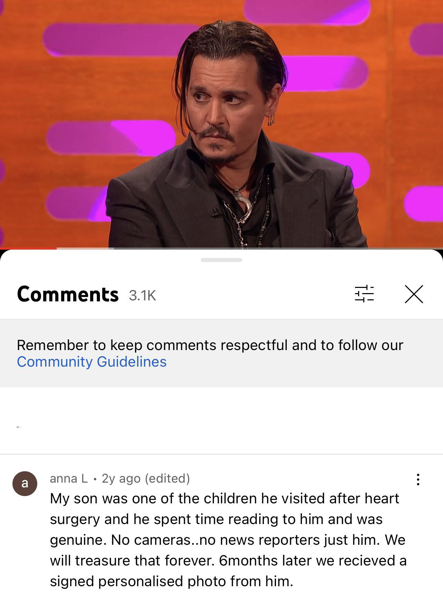 Comments 3.1K
Remember to keep comments respectful and to follow our
Community Guidelines
-
a
anna L • 2y ago (edited)
My son was one of the children he visited after heart
surgery and he spent time reading to him and was
genuine. No cameras..no news reporters just him. We
will treasure that forever. 6months later we recieved a
signed personalised photo from him.